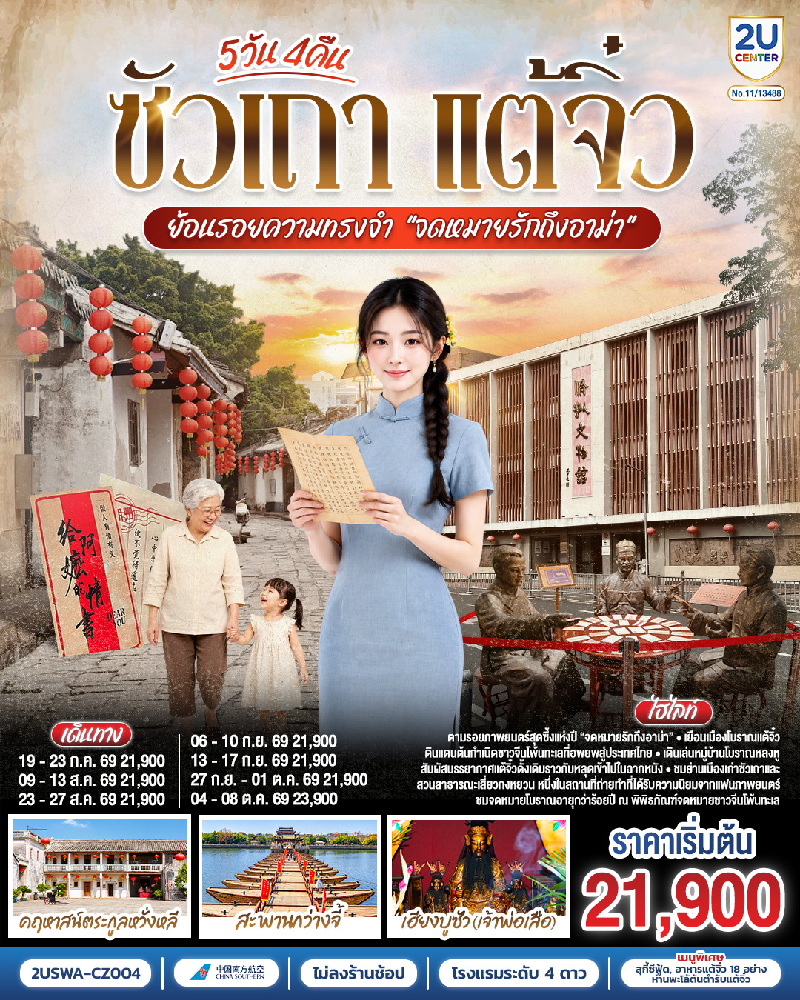 2U
CENTER
No.11/13488
5วัน 4คืน
ซัวเถา แต้จิ๋ว
ย้อนรอยความทรงจำ "จดหมายรักถึงอาม่า"
侨批文物館
給阿嬤的情書
做人有情有义
DEAR
YOU
便不觉得遠
心中有
เดินทาง
19 - 23 ก.ค. 69 21,900
09 - 13 ส.ค. 69 21,900
23 - 27 ส.ค. 69 21,900
06 - 10 ก.ย. 69 21,900
13 - 17 ก.ย. 69 21,900
27 ก.ย. - 01 ต.ค. 69 21,900
04 - 08 ต.ค. 69 23,900
ไฮไลท์
ตามรอยภาพยนตร์สุดซึ้งแห่งปี "จดหมายรักถึงอาม่า" • เยือนเมืองโบราณแต้จิ๋ว
ดินแดนต้นกำเนิดชาวจีนโพ้นทะเลที่อพยพสู่ประเทศไทย • เดินเล่นหมู่บ้านโบราณหลงหู
สัมผัสบรรยากาศแต้จิ๋วดั้งเดิมราวกับหลุดเข้าไปในฉากหนัง • ชมย่านเมืองเก่าซัวเถาและ
สวนสาธารณะเสี่ยวกงหยวน หนึ่งในสถานที่ถ่ายทำที่ได้รับความนิยมจากแฟนภาพยนตร์
ชมจดหมายโบราณอายุกว่าร้อยปี ณ พิพิธภัณฑ์จดหมายชาวจีนโพ้นทะเล
คฤหาสน์ตระกูลหวั่งหลี
สะพานกว่างจี้
เฮียงบูซัว (เจ้าพ่อเสือ)
ราคาเริ่มต้น
21,900
2USWA-CZ004
中国南方航空
CHINA SOUTHERN
ไม่ลงร้านช้อป
โรงแรมระดับ 4 ดาว
เมนูพิเศษ
สุกี้ซีฟู้ด, อาหารแต้จิ๋ว 18 อย่าง
ห่านพะโล้ต้นตำรับแต้จิ๋ว